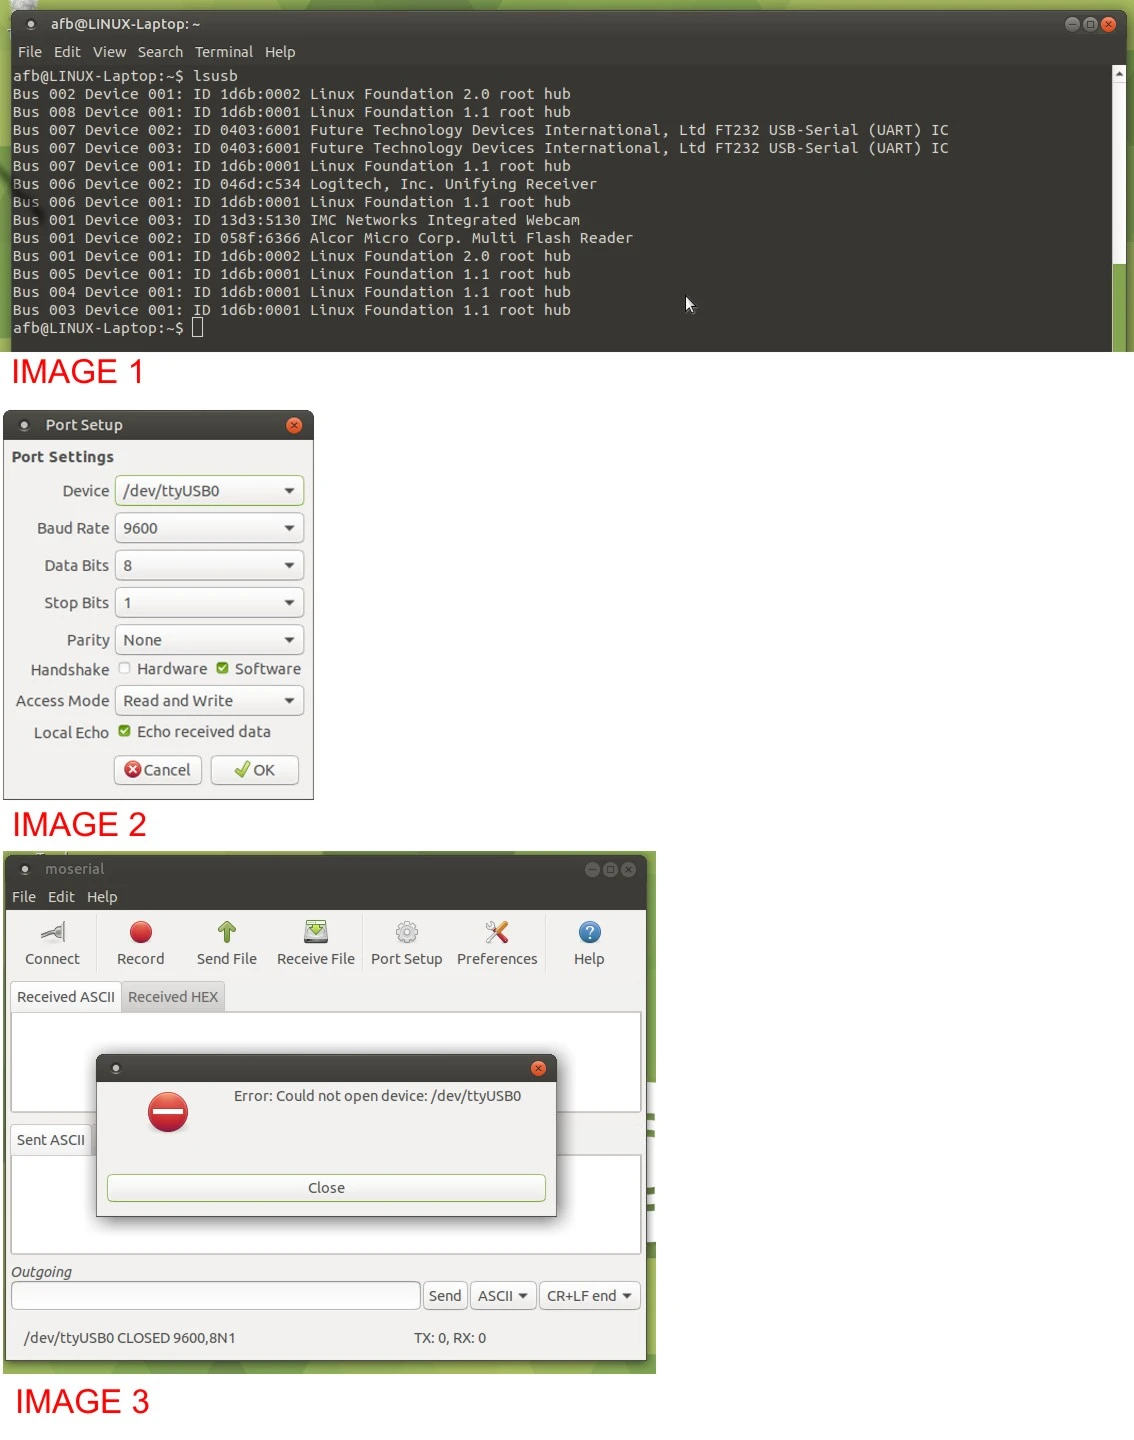 afb@LINUX-Laptop: ~
File Edit View Search Terminal Help
afb@LINUX-Laptop:~$ lsusb
Bus 002 Device 001: ID 1d6b:0002 Linux Foundation 2.0 root hub
Bus 008 Device 001: ID 1d6b:0001 Linux Foundation 1.1 root hub
Bus 007 Device 002: ID 0403:6001 Future Technology Devices International, Ltd FT232 USB-Serial (UART) IC
Bus 007 Device 003: ID 0403:6001 Future Technology Devices International, Ltd FT232 USB-Serial (UART) IC
Bus 007 Device 001: ID 1d6b:0001 Linux Foundation 1.1 root hub
Bus 006 Device 002: ID 046d:c534 Logitech, Inc. Unifying Receiver
Bus 006 Device 001: ID 1d6b:0001 Linux Foundation 1.1 root hub
Bus 001 Device 003: ID 13d3:5130 IMC Networks Integrated Webcam
Bus 001 Device 002: ID 058f:6366 Alcor Micro Corp. Multi Flash Reader
Bus 001 Device 001: ID 1d6b:0002 Linux Foundation 2.0 root hub
Bus 005 Device 001: ID 1d6b:0001 Linux Foundation 1.1 root hub
Bus 004 Device 001: ID 1d6b:0001 Linux Foundation 1.1 root hub
Bus 003 Device 001: ID 1d6b:0001 Linux Foundation 1.1 root hub
afb@LINUX-Laptop:~$
IMAGE 1
Port Setup
Port Settings
Device /dev/ttyUSB0
Baud Rate 9600
Data Bits 8
Stop Bits 1
Parity None
Handshake Hardware Software
Access Mode Read and Write
Local Echo Echo received data
Cancel OK
IMAGE 2
moserial
File Edit Help
Connect Record Send File Receive File Port Setup Preferences Help
Received ASCII Received HEX
Error: Could not open device: /dev/ttyUSB0
Sent ASCII
Close
Outgoing
Send ASCII CR+LF end
/dev/ttyUSB0 CLOSED 9600,8N1 TX: 0, RX: 0
IMAGE 3